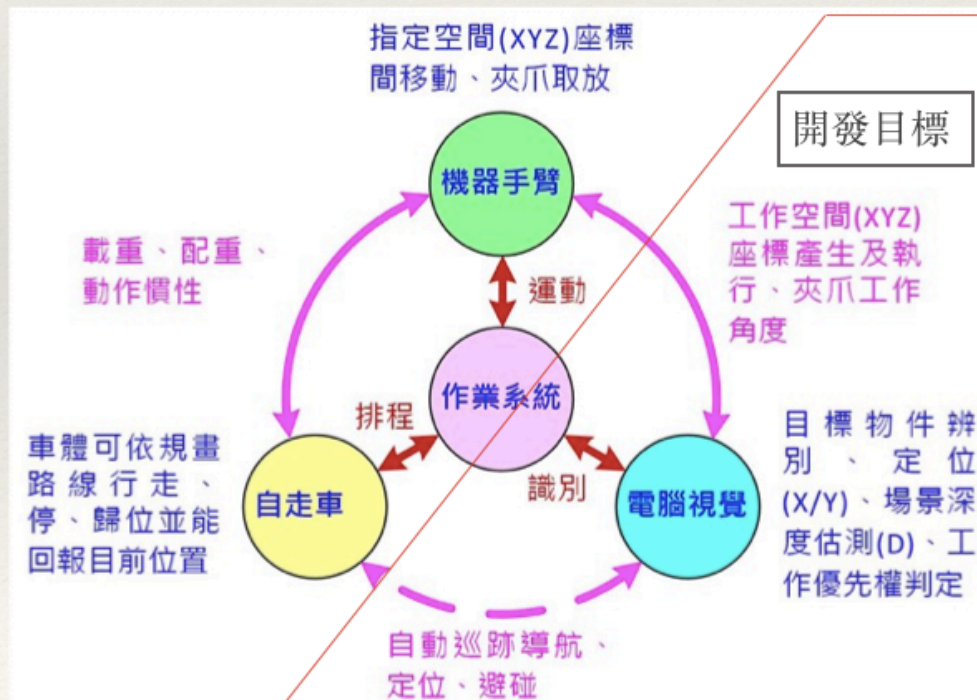 指定空間(XYZ)座標
間移動、夾爪取放
開發目標
機器手臂
工作空間(XYZ)
座標產生及執
行、夾爪工作
角度
載重、配重、
動作慣性
運動
作業系統
排程
識別
車體可依規畫
路線行走、
停、歸位並能
回報目前位置
自走車
電腦視覺
目標物件辨
別、定位
(X/Y)、場景深
度估測(D)、工
作優先權判定
自動巡跡導航、
定位、避碰